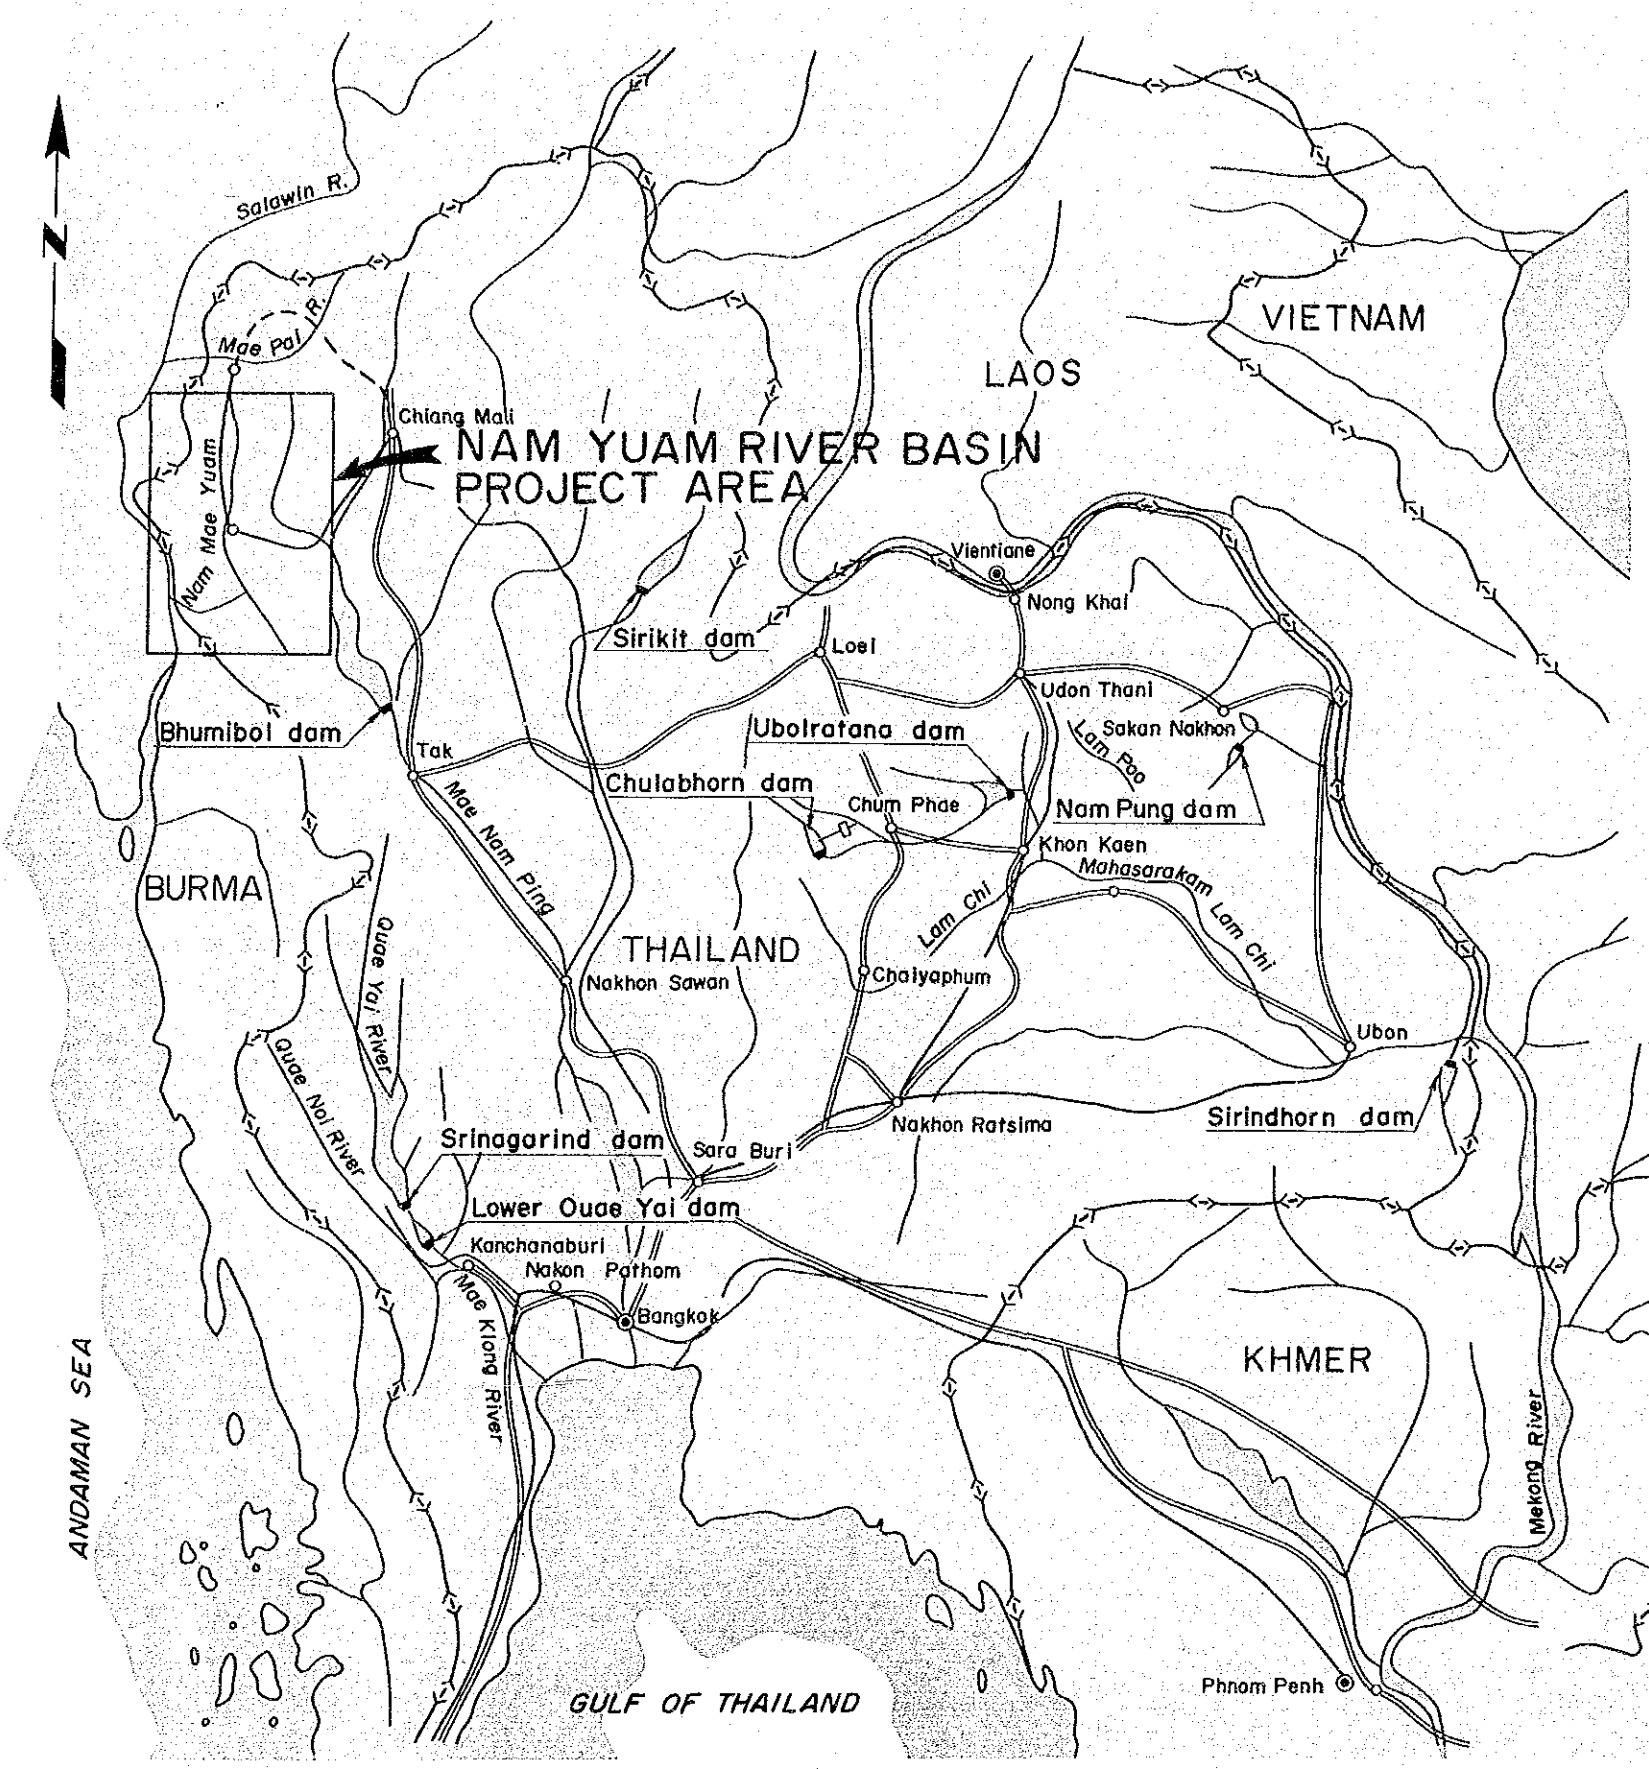 N
Salawin R.
Mae Pai R.
VIETNAM
LAOS
Chiang Mali
NAM YUAM RIVER BASIN
PROJECT AREA
Nam Mae Yuam
Vientiane
Nong Khai
Sirikit dam
Loei
Udon Thani
Bhumibol dam
Ubolratana dam
Sakan Nakhon
Lam Pao
Tak
Chulabhorn dam
Chum Phae
Nam Pung dam
Mae Nam Ping
Khon Kaen
Mahasarakam
BURMA
Lam Chi
Lam Chi
THAILAND
Quae Yai River
Nakhon Sawan
Chaiyaphum
Ubon
Quae Noi River
Nakhon Ratsima
Sirindhorn dam
Srinagarind dam
Sara Buri
Lower Quae Yai dam
Kanchanaburi
Nakon Pathom
Mae Klong River
Bangkok
KHMER
ANDAMAN SEA
Mekong River
GULF OF THAILAND
Phnom Penh